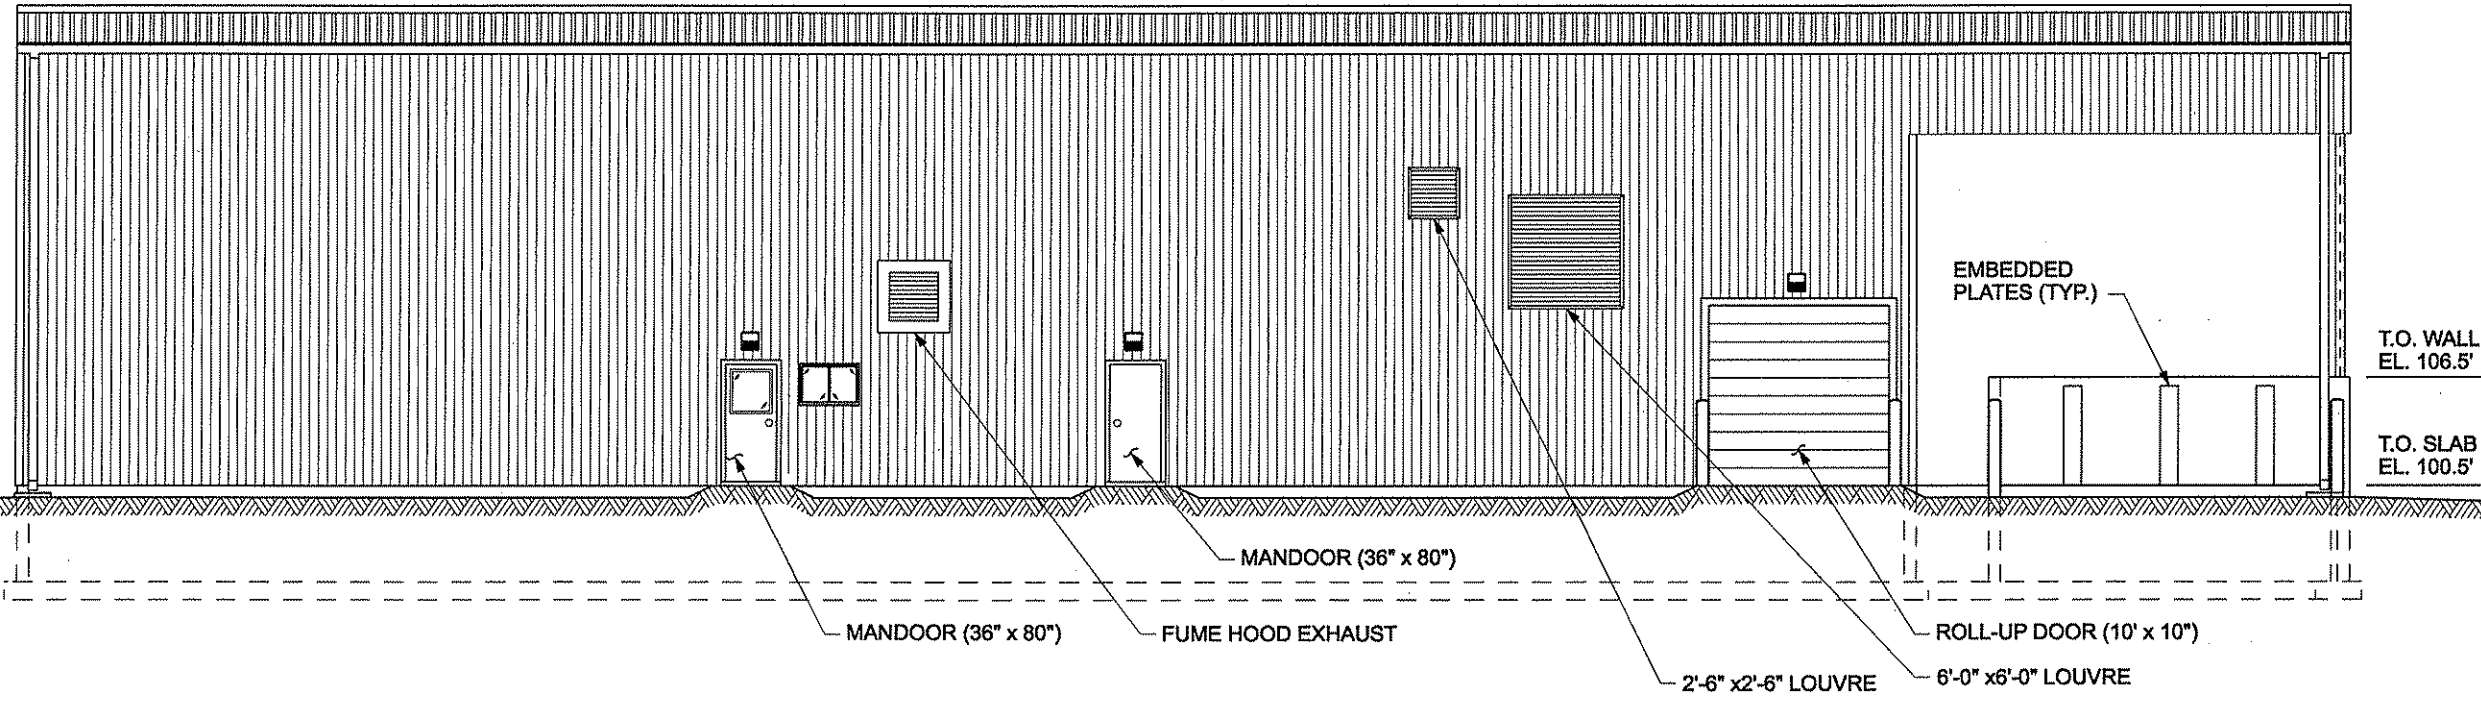 EMBEDDED
PLATES (TYP.)
T.O. WALL
EL. 106.5'
T.O. SLAB
EL. 100.5'
MANDOOR (36" x 80")
MANDOOR (36" x 80")
FUME HOOD EXHAUST
ROLL-UP DOOR (10' x 10")
2'-6" x2'-6" LOUVRE
6'-0" x6'-0" LOUVRE